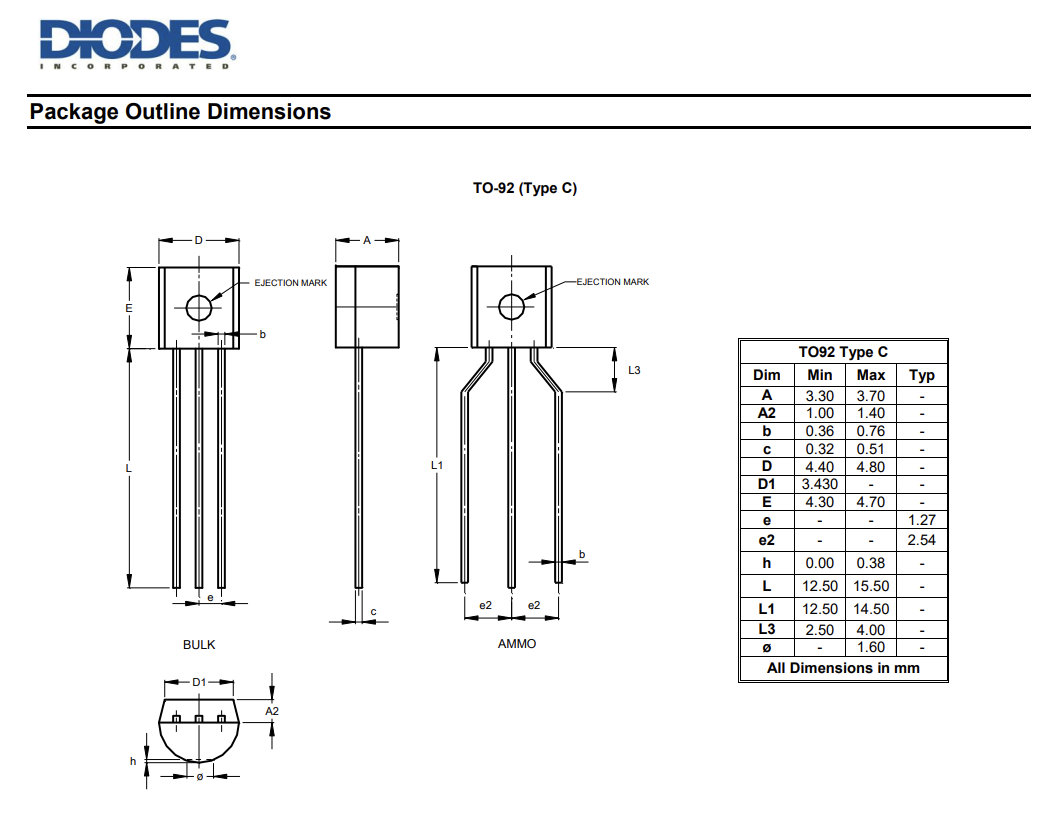 DIODES®
INCORPORATED
Package Outline Dimensions
TO-92 (Type C)
D
A
EJECTION MARK
EJECTION MARK
E
b
L3
L
L1
b
e
c
e2
e2
BULK
AMMO
D1
A2
h
ø
TO92 Type C
Dim Min Max Typ
A 3.30 3.70 -
A2 1.00 1.40 -
b 0.36 0.76 -
c 0.32 0.51 -
D 4.40 4.80 -
D1 3.430 - -
E 4.30 4.70 -
e - - 1.27
e2 - - 2.54
h 0.00 0.38 -
L 12.50 15.50 -
L1 12.50 14.50 -
L3 2.50 4.00 -
ø - 1.60 -
All Dimensions in mm